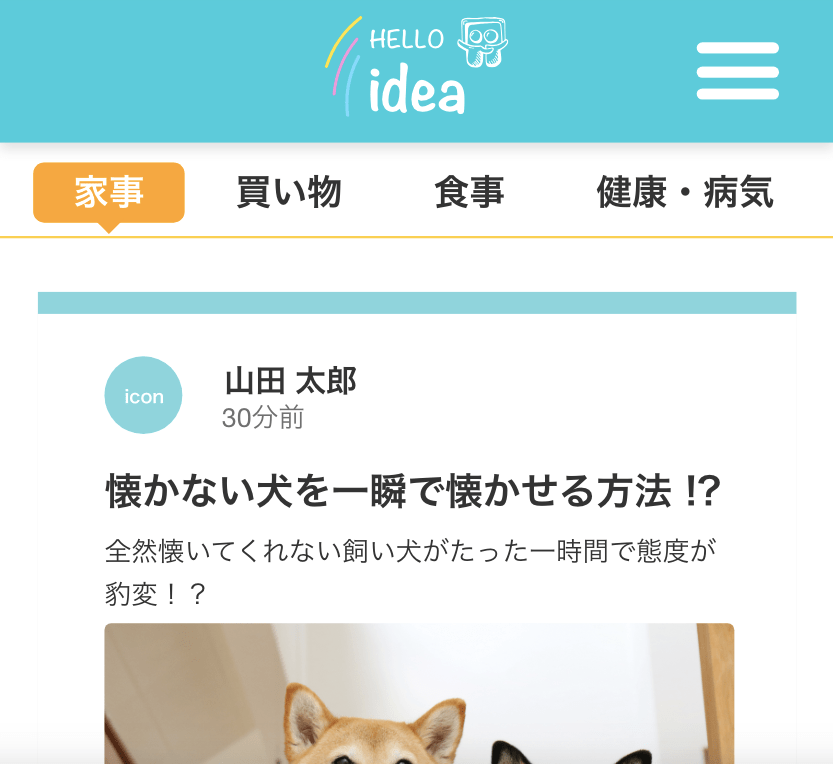 HELLO
idea
家事 買い物 食事 健康・病気
icon
山田 太郎
30分前
懐かない犬を一瞬で懐かせる方法 !?
全然懐いてくれない飼い犬がたった一時間で態度が
豹変！？